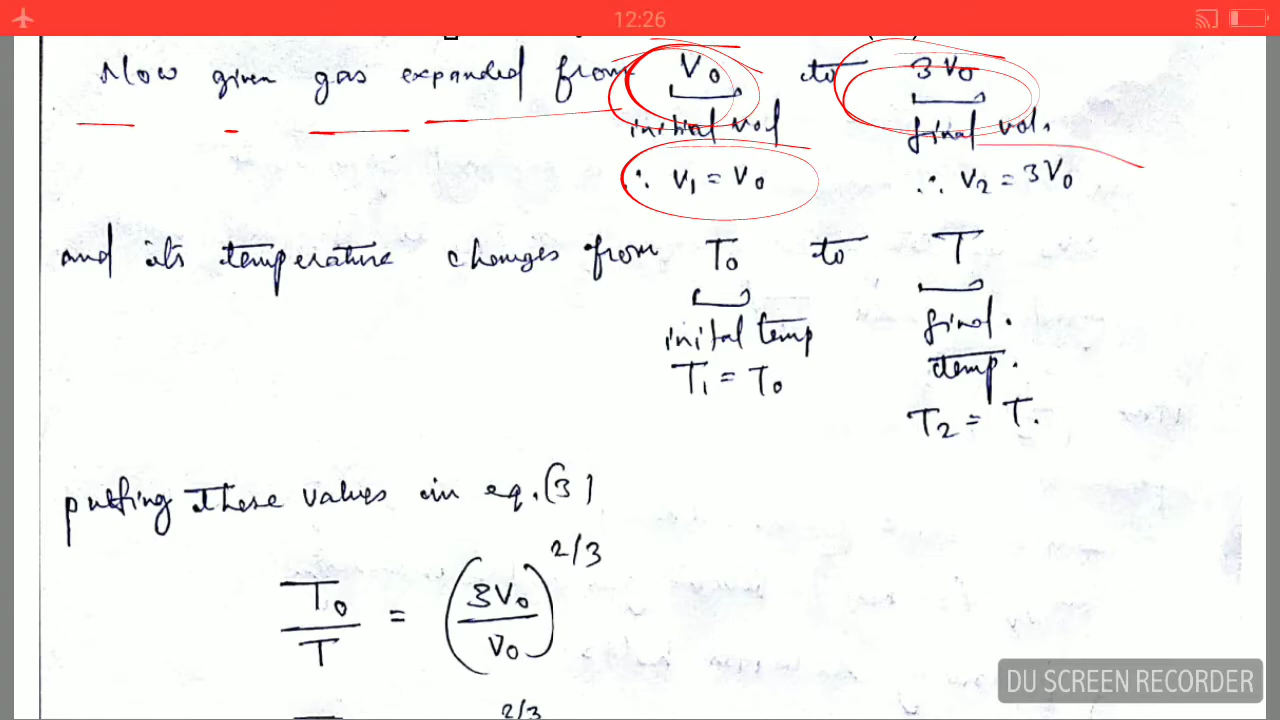 12:26
Now given gas expanded from V₀ to 3V₀
initial vol final vol.
∴ V₁ = V₀ ∴ V₂ = 3V₀
and its temperature changes from T₀ to T
inital temp final.
temp.
T₁ = T₀
T₂ = T.
putting these values in eq.(3)
T₀/T = (3V₀/V₀)^2/3
2/3
DU SCREEN RECORDER